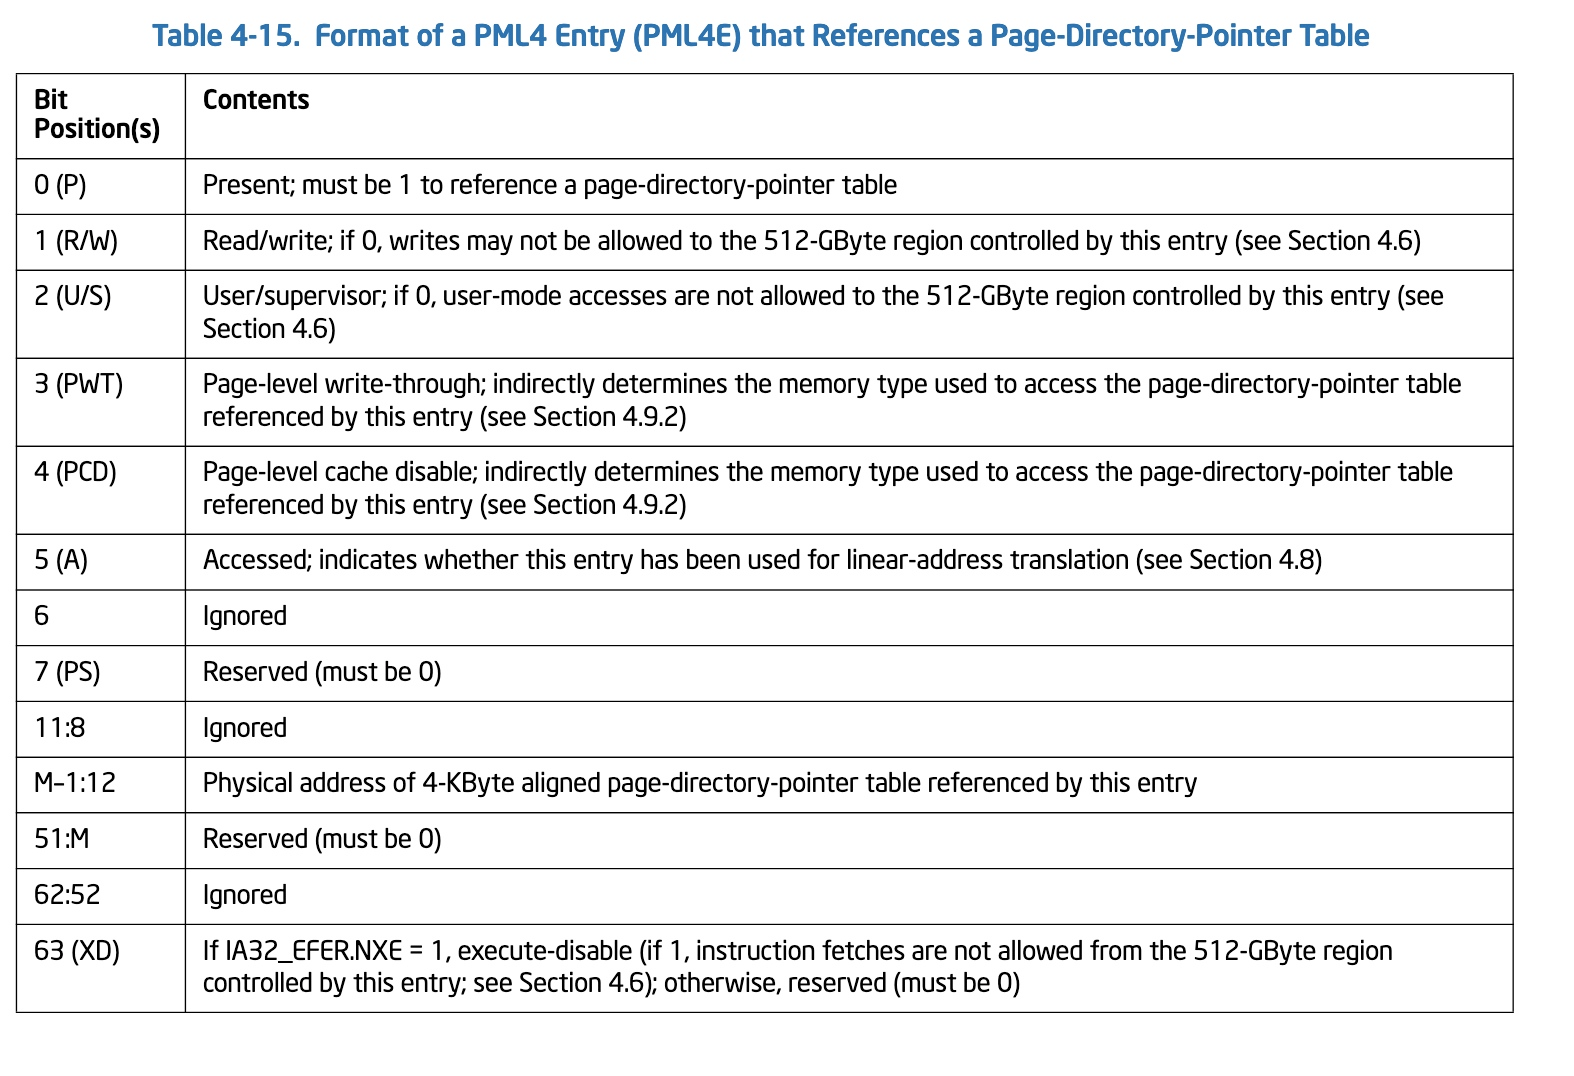 Table 4-15. Format of a PML4 Entry (PML4E) that References a Page-Directory-Pointer Table
Bit
Position(s)
Contents
0 (P)
Present; must be 1 to reference a page-directory-pointer table
1 (R/W)
Read/write; if 0, writes may not be allowed to the 512-GByte region controlled by this entry (see Section 4.6)
2 (U/S)
User/supervisor; if 0, user-mode accesses are not allowed to the 512-GByte region controlled by this entry (see
Section 4.6)
3 (PWT)
Page-level write-through; indirectly determines the memory type used to access the page-directory-pointer table
referenced by this entry (see Section 4.9.2)
4 (PCD)
Page-level cache disable; indirectly determines the memory type used to access the page-directory-pointer table
referenced by this entry (see Section 4.9.2)
5 (A)
Accessed; indicates whether this entry has been used for linear-address translation (see Section 4.8)
6
Ignored
7 (PS)
Reserved (must be 0)
11:8
Ignored
M–1:12
Physical address of 4-KByte aligned page-directory-pointer table referenced by this entry
51:M
Reserved (must be 0)
62:52
Ignored
63 (XD)
If IA32_EFER.NXE = 1, execute-disable (if 1, instruction fetches are not allowed from the 512-GByte region
controlled by this entry; see Section 4.6); otherwise, reserved (must be 0)